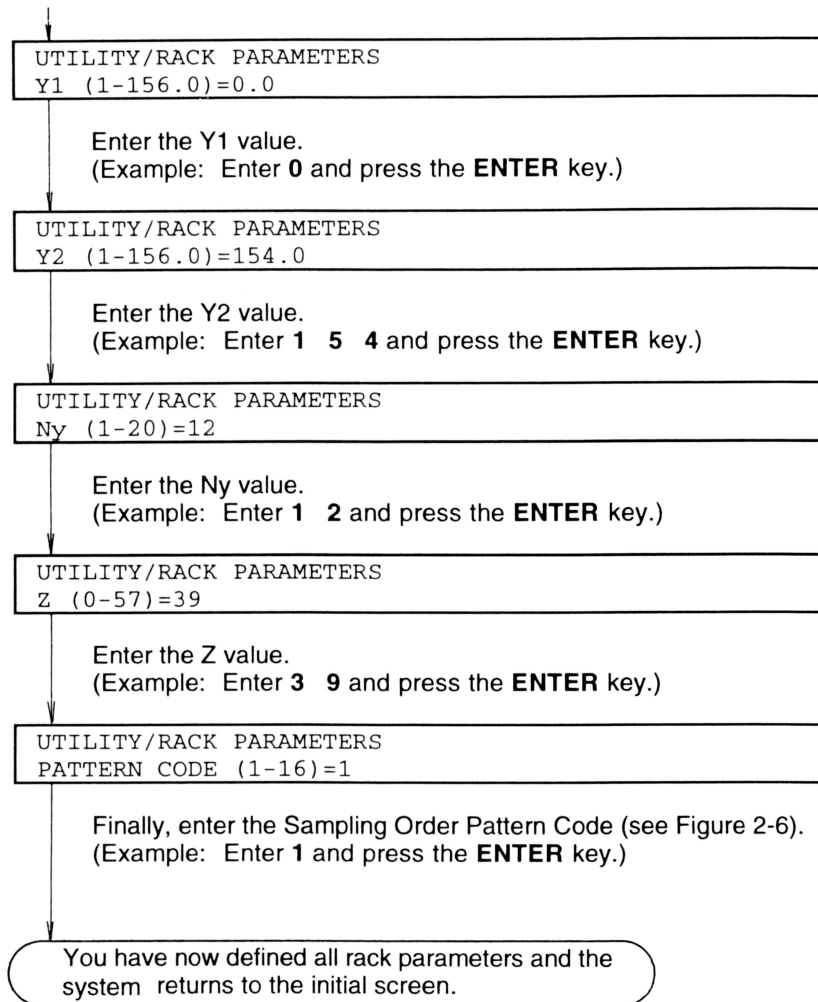 UTILITY/RACK PARAMETERS
Y1 (1-156.0)=0.0
Enter the Y1 value.
(Example: Enter 0 and press the ENTER key.)
UTILITY/RACK PARAMETERS
Y2 (1-156.0)=154.0
Enter the Y2 value.
(Example: Enter 1 5 4 and press the ENTER key.)
UTILITY/RACK PARAMETERS
Ny (1-20)=12
Enter the Ny value.
(Example: Enter 1 2 and press the ENTER key.)
UTILITY/RACK PARAMETERS
Z (0-57)=39
Enter the Z value.
(Example: Enter 3 9 and press the ENTER key.)
UTILITY/RACK PARAMETERS
PATTERN CODE (1-16)=1
Finally, enter the Sampling Order Pattern Code (see Figure 2-6).
(Example: Enter 1 and press the ENTER key.)
You have now defined all rack parameters and the
system returns to the initial screen.